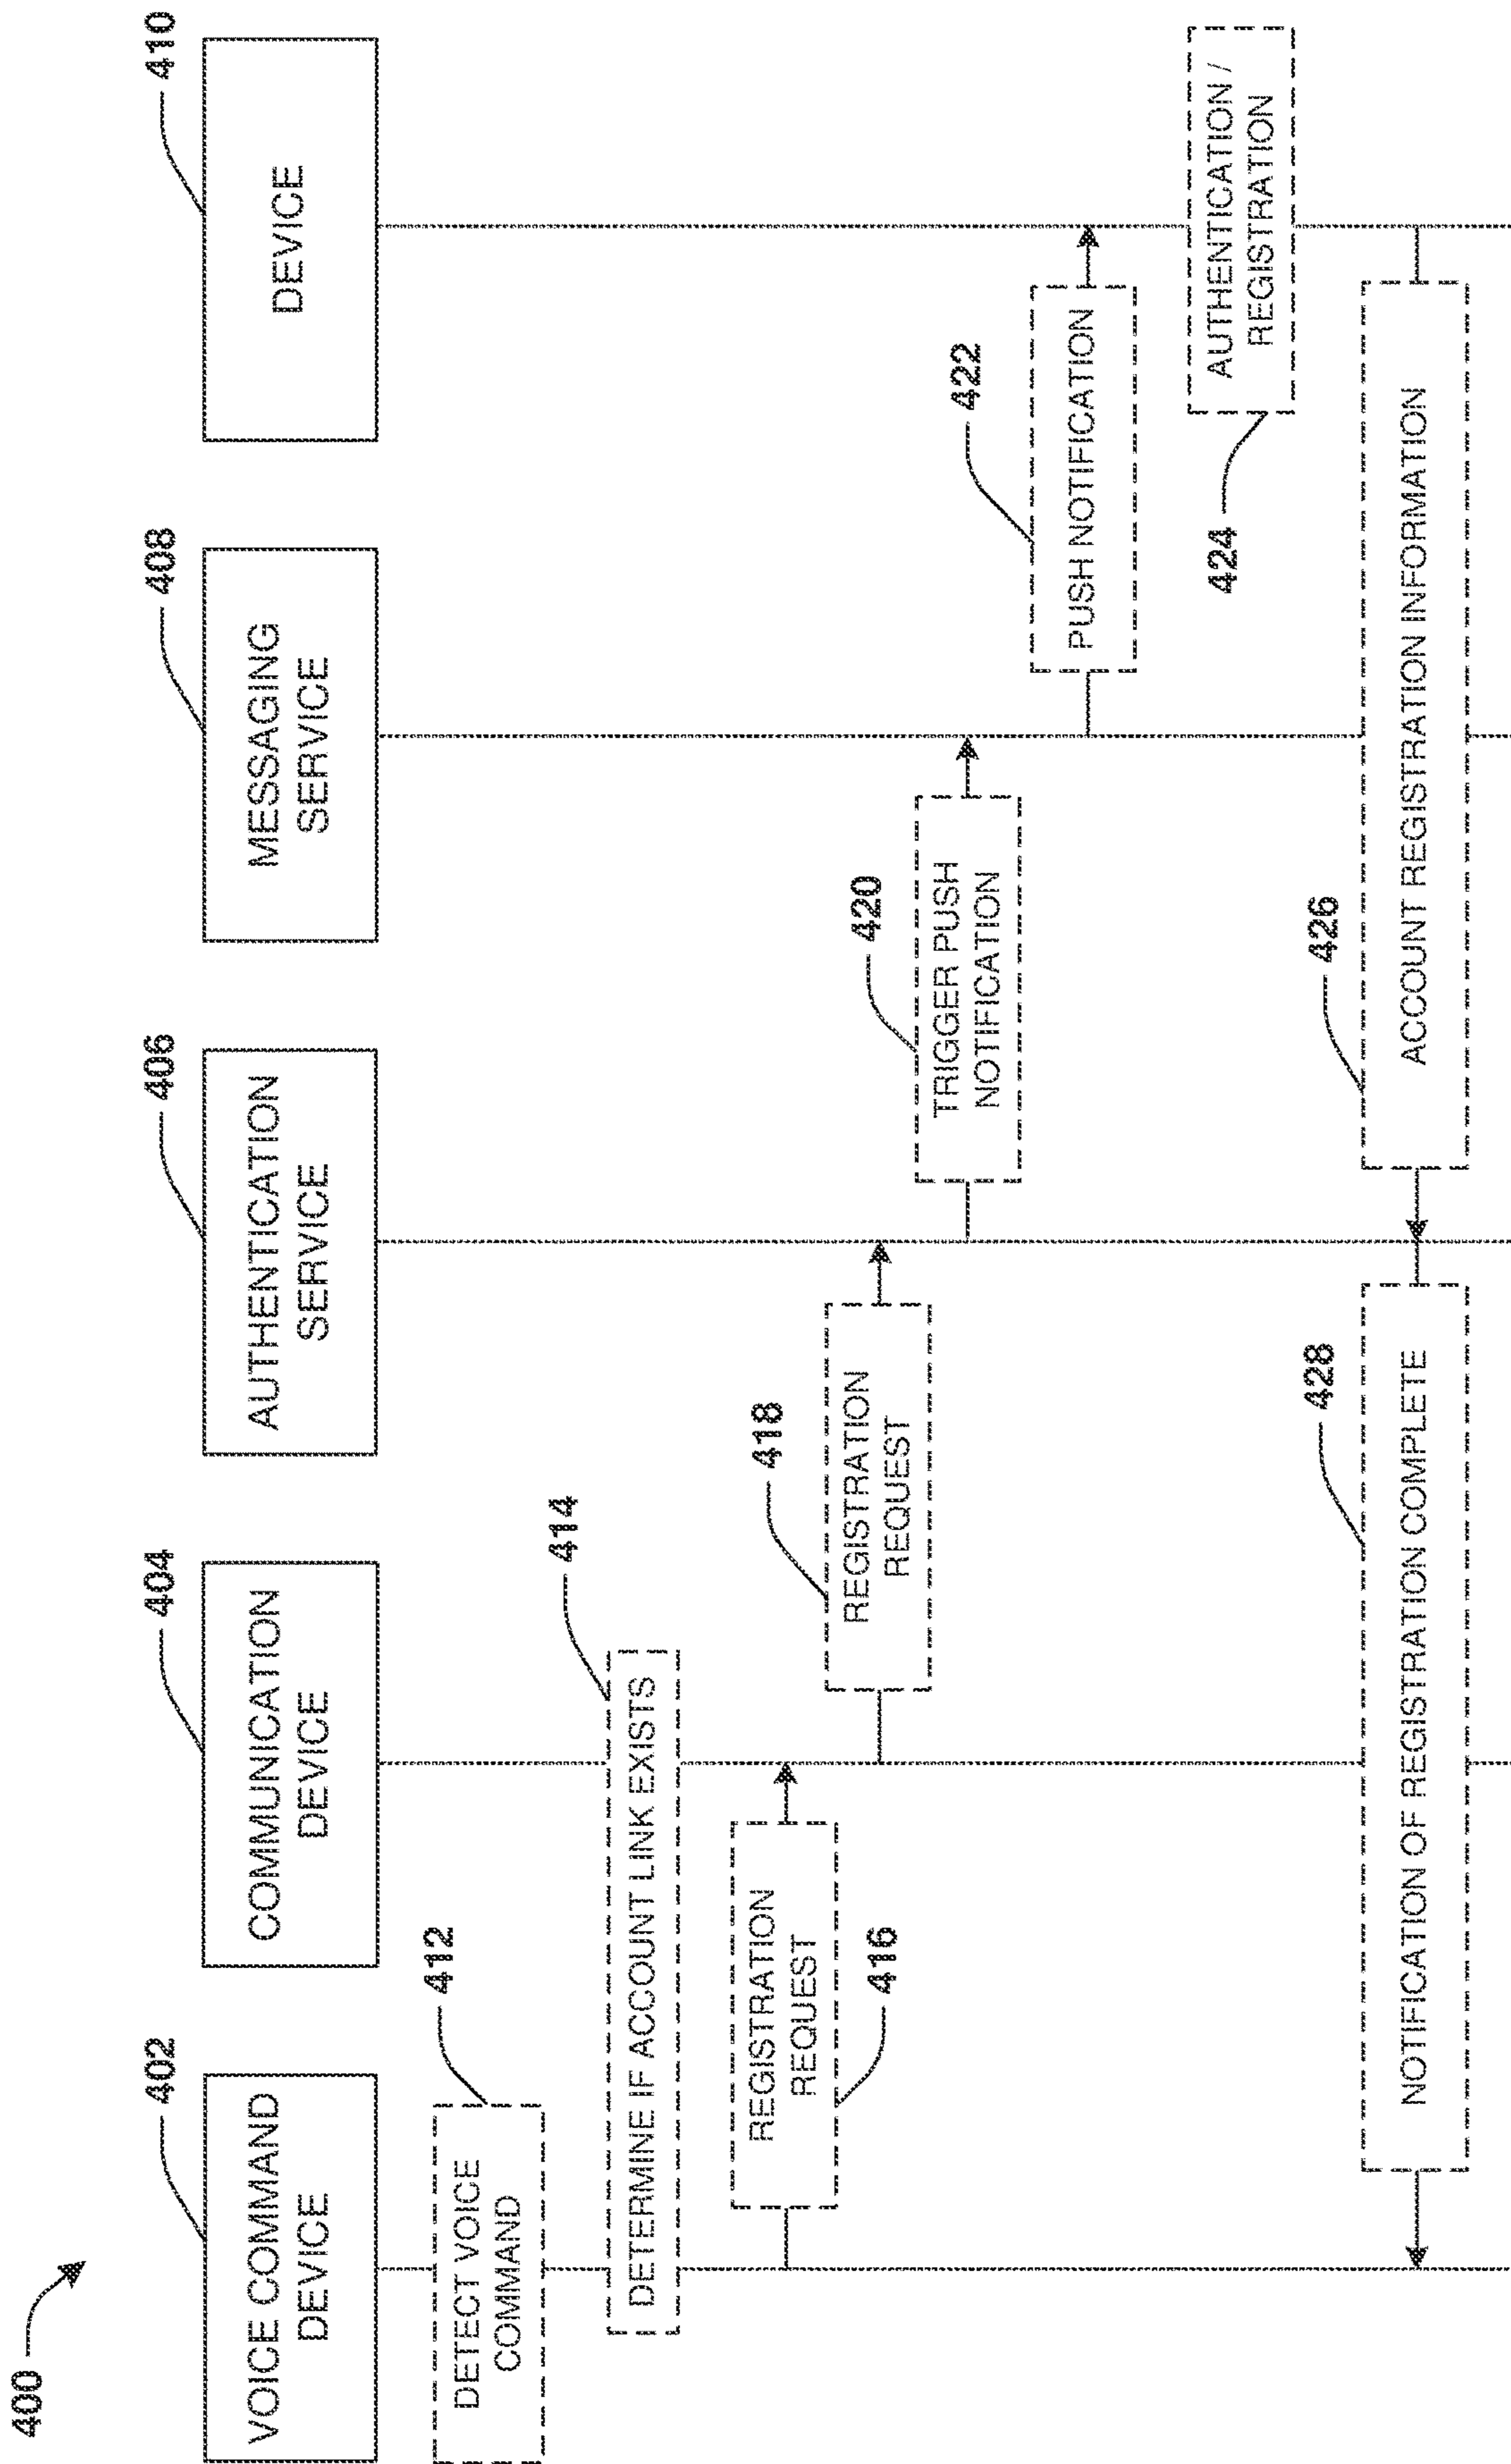 400
402
VOICE COMMAND
DEVICE
404
COMMUNICATION
DEVICE
406
AUTHENTICATION
SERVICE
408
MESSAGING
SERVICE
410
DEVICE
412
DETECT VOICE
COMMAND
414
DETERMINE IF ACCOUNT LINK EXISTS
REGISTRATION
REQUEST
416
418
REGISTRATION
REQUEST
420
TRIGGER PUSH
NOTIFICATION
422
PUSH NOTIFICATION
AUTHENTICATION /
REGISTRATION
424
426
ACCOUNT REGISTRATION INFORMATION
428
NOTIFICATION OF REGISTRATION COMPLETE